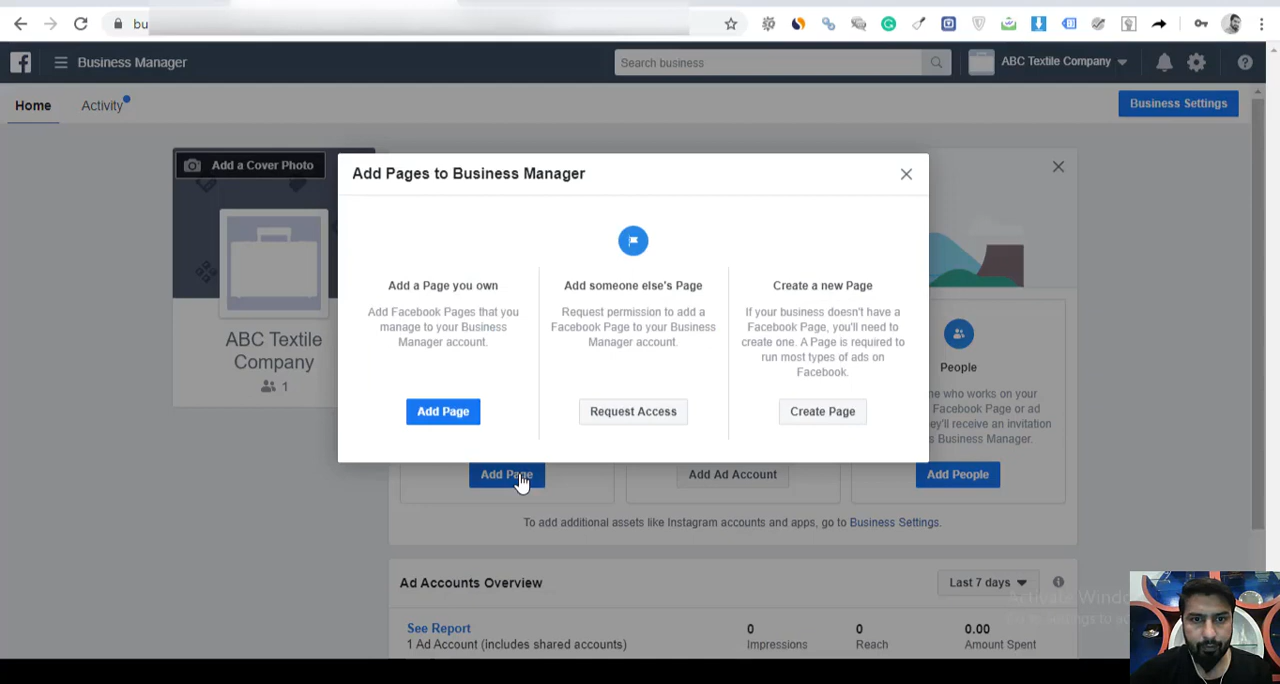 bu
Business Manager
Search business
ABC Textile Company
Home
Activity
Business Settings
Add a Cover Photo
Add Pages to Business Manager
Add a Page you own
Add Facebook Pages that you
manage to your Business
Manager account.
Add Page
Add someone else's Page
Request permission to add a
Facebook Page to your Business
Manager account.
Request Access
Create a new Page
If your business doesn't have a
Facebook Page, you'll need to
create one. A Page is required to
run most types of ads on
Facebook.
Create Page
ABC Textile
Company
1
People
ne who works on your
Facebook Page or ad
ey'll receive an invitation
s Business Manager.
Add Page
Add Ad Account
Add People
To add additional assets like Instagram accounts and apps, go to Business Settings.
Ad Accounts Overview
Last 7 days
See Report
1 Ad Account (includes shared accounts)
0
Impressions
0
Reach
0.00
Amount Spent